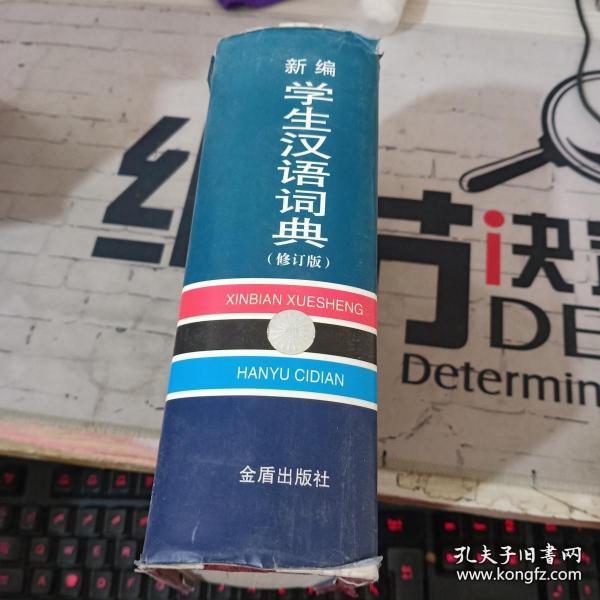 新编
学生汉语词典
(修订版)
XINBIAN XUESHENG
HANYU CIDIAN
金盾出版社
节决
DE
Determin
孔夫子旧书网
www.kongfz.com